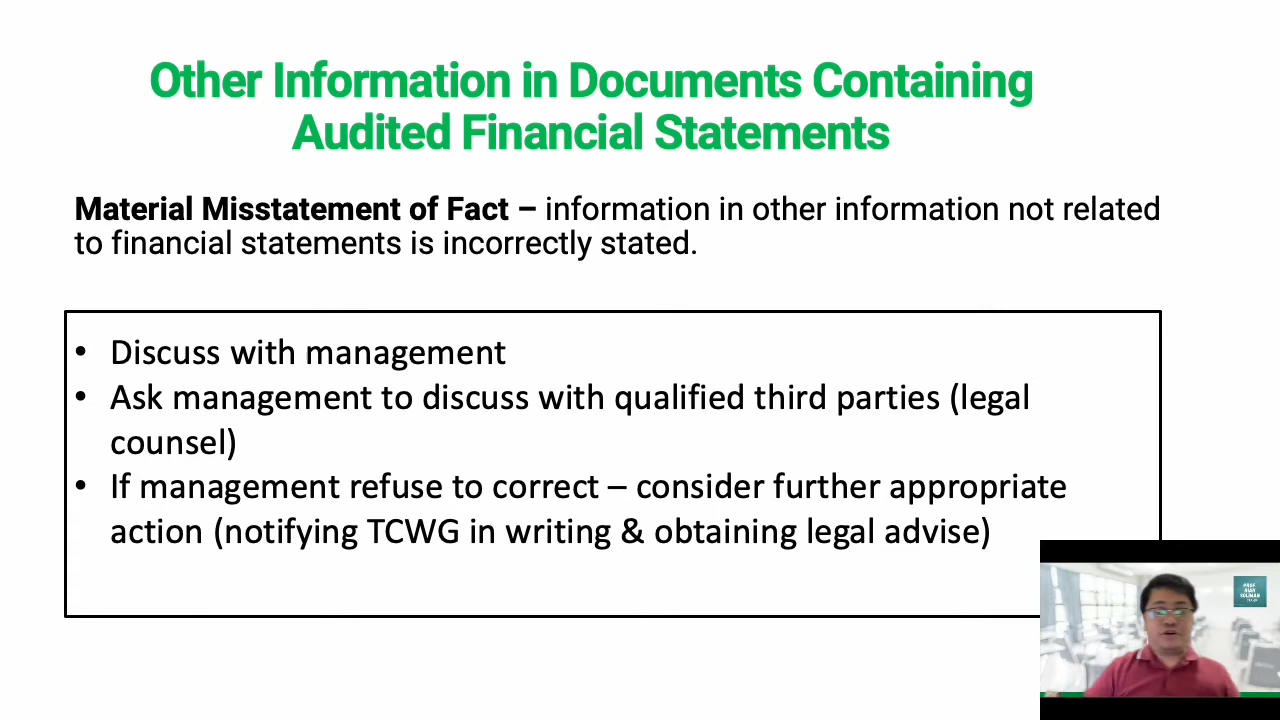 Other Information in Documents Containing
Audited Financial Statements
Material Misstatement of Fact – information in other information not related
to financial statements is incorrectly stated.
• Discuss with management
• Ask management to discuss with qualified third parties (legal
counsel)
• If management refuse to correct – consider further appropriate
action (notifying TCWG in writing & obtaining legal advise)
PROF.
SOLIMAN